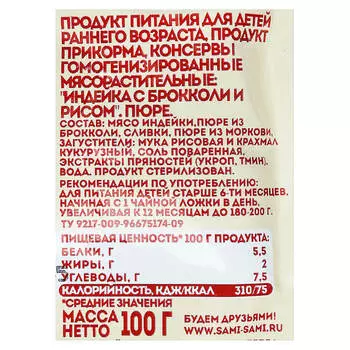 ПРОДУКТ ПИТАНИЯ ДЛЯ ДЕТЕЙ
РАННЕГО ВОЗРАСТА, ПРОДУКТ
ПРИКОРМА, КОНСЕРВЫ
ГОМОГЕНИЗИРОВАННЫЕ
МЯСОРАСТИТЕЛЬНЫЕ:
"ИНДЕЙКА С БРОККОЛИ И
РИСОМ". ПЮРЕ.
СОСТАВ: МЯСО ИНДЕЙКИ,ПЮРЕ ИЗ
БРОККОЛИ, СЛИВКИ, ПЮРЕ ИЗ МОРКОВИ,
ЗАГУСТИТЕЛИ: МУКА РИСОВАЯ И КРАХМАЛ
КУКУРУЗНЫЙ, СОЛЬ ПОВАРЕННАЯ,
ЭКСТРАКТЫ ПРЯНОСТЕЙ (УКРОП, ТМИН),
ВОДА. ПРОДУКТ СТЕРИЛИЗОВАН.
РЕКОМЕНДАЦИИ ПО УПОТРЕБЛЕНИЮ:
ДЛЯ ПИТАНИЯ ДЕТЕЙ СТАРШЕ 6-ТИ МЕСЯЦЕВ,
НАЧИНАЯ С 1 ЧАЙНОЙ ЛОЖКИ В ДЕНЬ,
УВЕЛИЧИВАЯ К 12 МЕСЯЦАМ ДО 180-200 Г.
ТУ 9217-009-96675174-09
ПИЩЕВАЯ ЦЕННОСТЬ*100 Г ПРОДУКТА:
БЕЛКИ, Г 5,5
ЖИРЫ, Г 2
УГЛЕВОДЫ, Г 7,5
КАЛОРИЙНОСТЬ, КДЖ/ККАЛ 310/75
*СРЕДНИЕ ЗНАЧЕНИЯ
МАССА НЕТТО 100 Г
БУДЕМ ДРУЗЬЯМИ!
WWW.SAMI-SAMI.RU